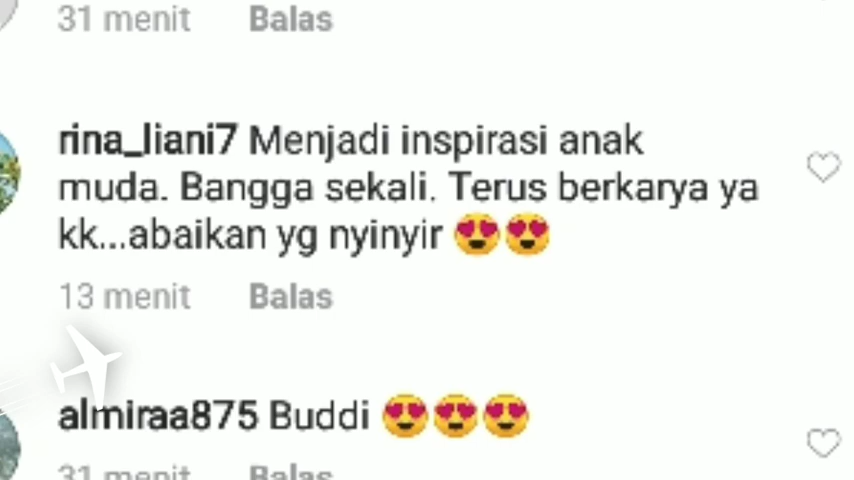 31 menit Balas
rina_liani7 Menjadi inspirasi anak
muda. Bangga sekali. Terus berkarya ya
kk...abaikan yg nyinyir 😍😍
13 menit Balas
almiraa875 Buddi 😍😍😍
31 menit Balas